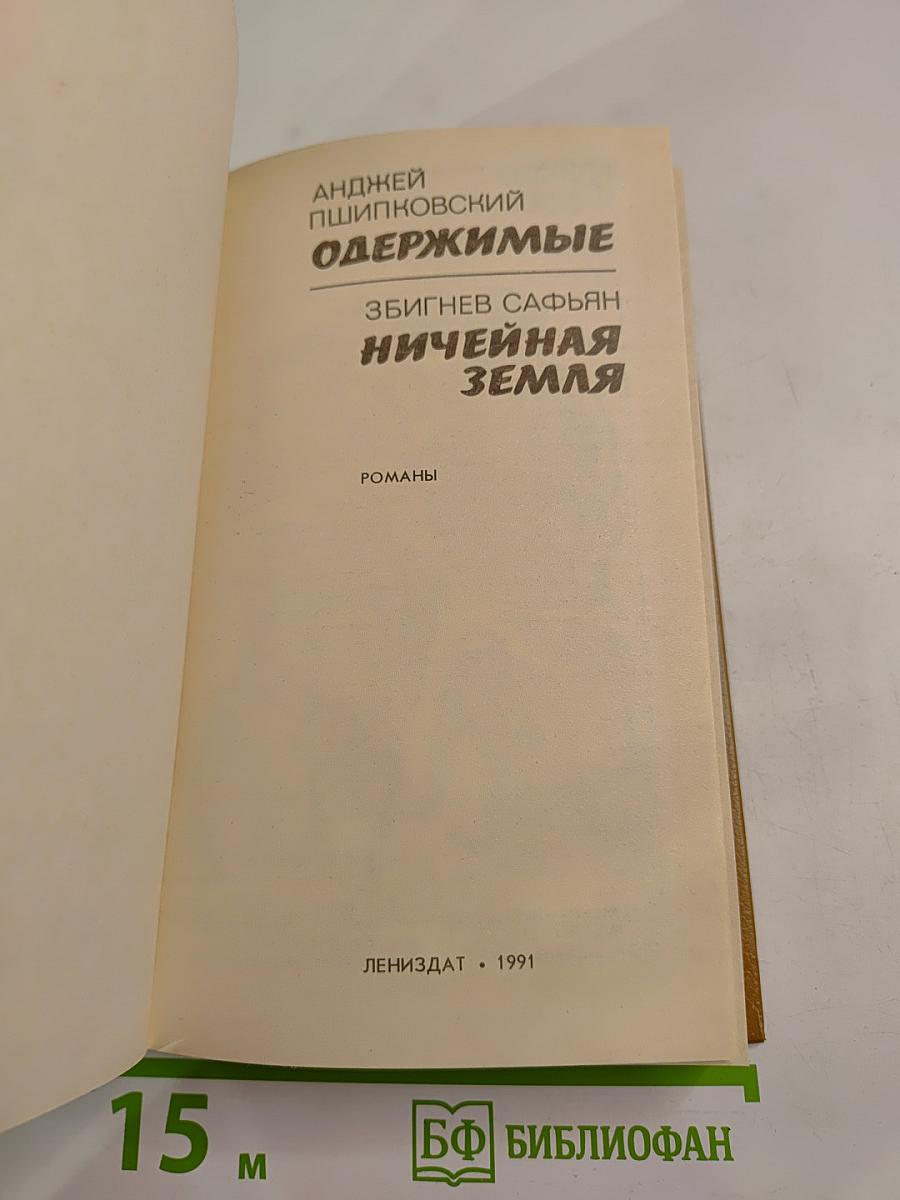 АНДЖЕЙ
ПШИПКОВСКИЙ
ОДЕРЖИМЫЕ
ЗБИГНЕВ САФЬЯН
НИЧЕЙНАЯ
ЗЕМЛЯ
РОМАНЫ
ЛЕНИЗДАТ • 1991
15 м
БФ БИБЛИОФАН